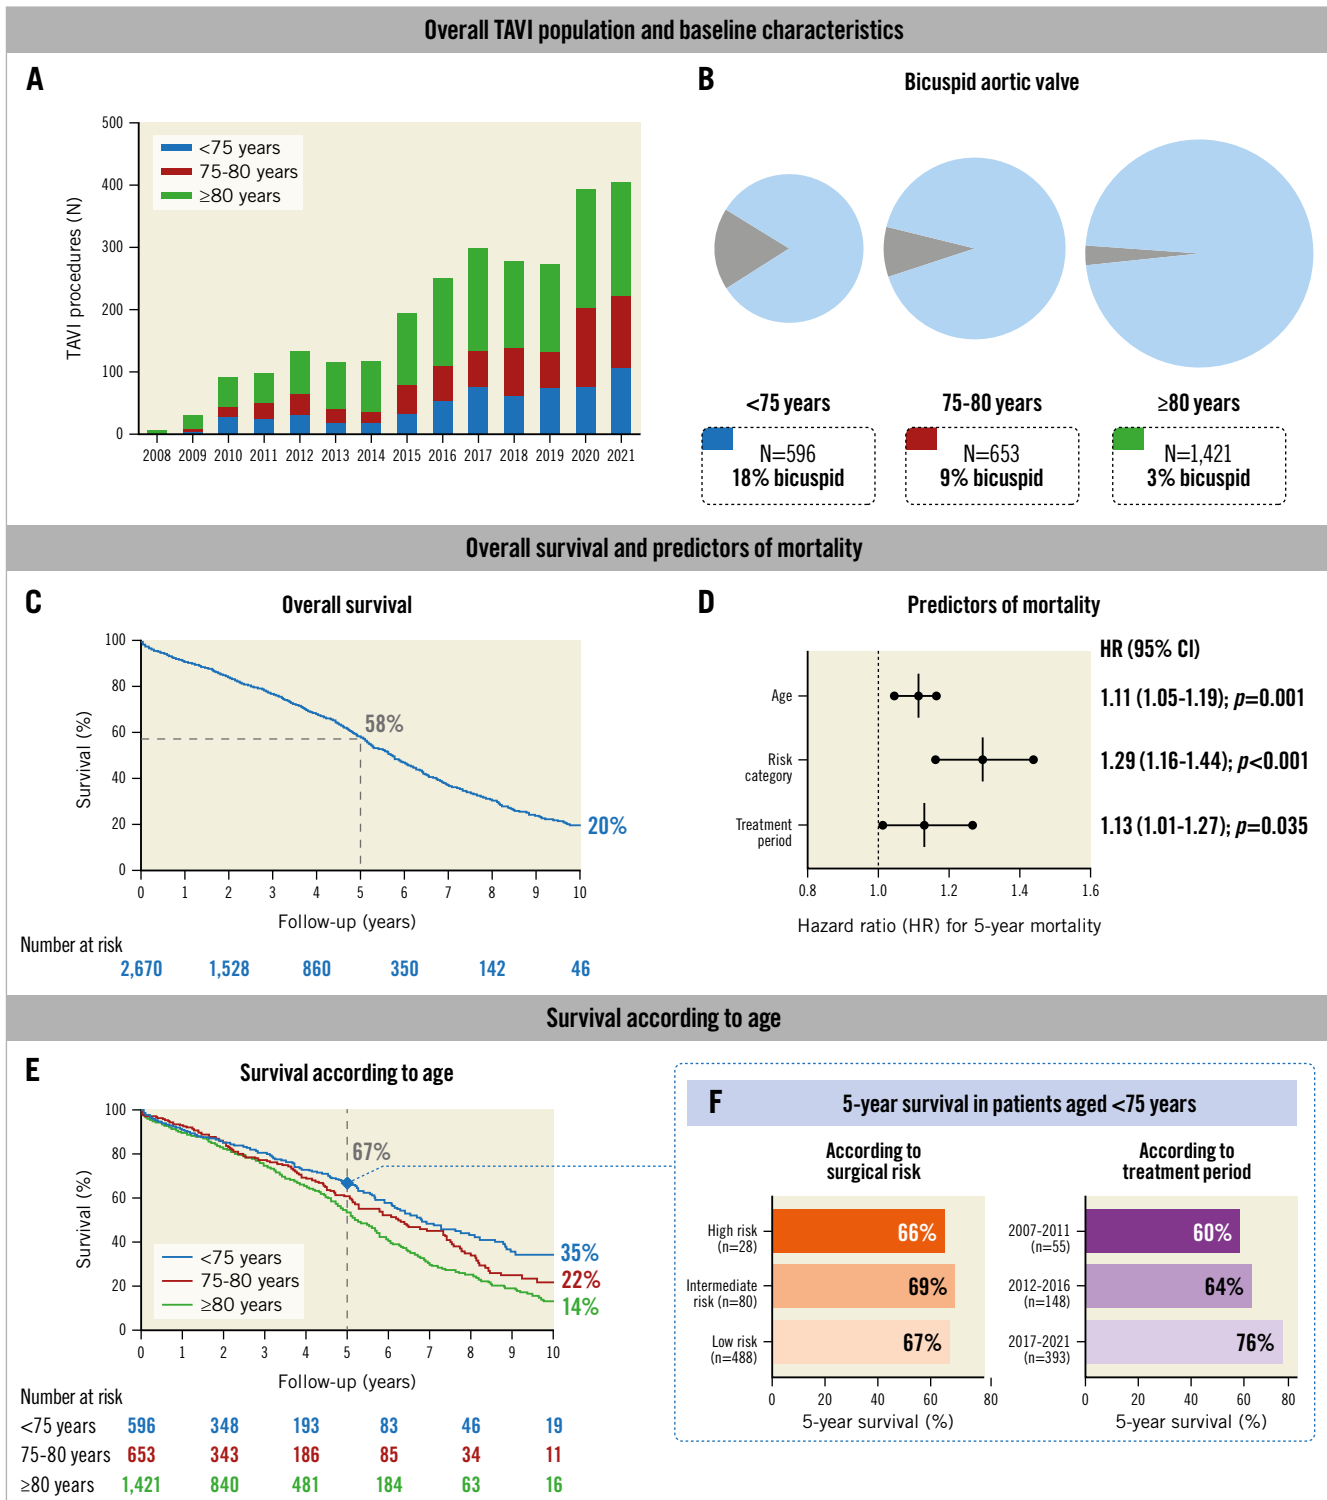 Overall TAVI population and baseline characteristics
A
500
400
300
200
100
0
TAVI procedures (N)
<75 years
75-80 years
≥80 years
2008 2009 2010 2011 2012 2013 2014 2015 2016 2017 2018 2019 2020 2021
B
Bicuspid aortic valve
<75 years
N=596
18% bicuspid
75-80 years
N=653
9% bicuspid
≥80 years
N=1,421
3% bicuspid
Overall survival and predictors of mortality
C
Overall survival
100
80
60
40
20
0
Survival (%)
58%
20%
0 1 2 3 4 5 6 7 8 9 10
Follow-up (years)
Number at risk
2,670 1,528 860 350 142 46
D
Predictors of mortality
HR (95% CI)
Age
1.11 (1.05-1.19); p=0.001
Risk
category
1.29 (1.16-1.44); p<0.001
Treatment
period
1.13 (1.01-1.27); p=0.035
0.8 1.0 1.2 1.4 1.6
Hazard ratio (HR) for 5-year mortality
Survival according to age
E
Survival according to age
100
80
60
40
20
0
Survival (%)
67%
<75 years
75-80 years
≥80 years
35%
22%
14%
0 1 2 3 4 5 6 7 8 9 10
Follow-up (years)
Number at risk
<75 years 596 348 193 83 46 19
75-80 years 653 343 186 85 34 11
≥80 years 1,421 840 481 184 63 16
F
5-year survival in patients aged <75 years
According to
surgical risk
High risk
(n=28)
66%
Intermediate
risk (n=80)
69%
Low risk
(n=488)
67%
0 20 40 60 80
5-year survival (%)
According to
treatment period
2007-2011
(n=55)
60%
2012-2016
(n=148)
64%
2017-2021
(n=393)
76%
0 20 40 60 80
5-year survival (%)